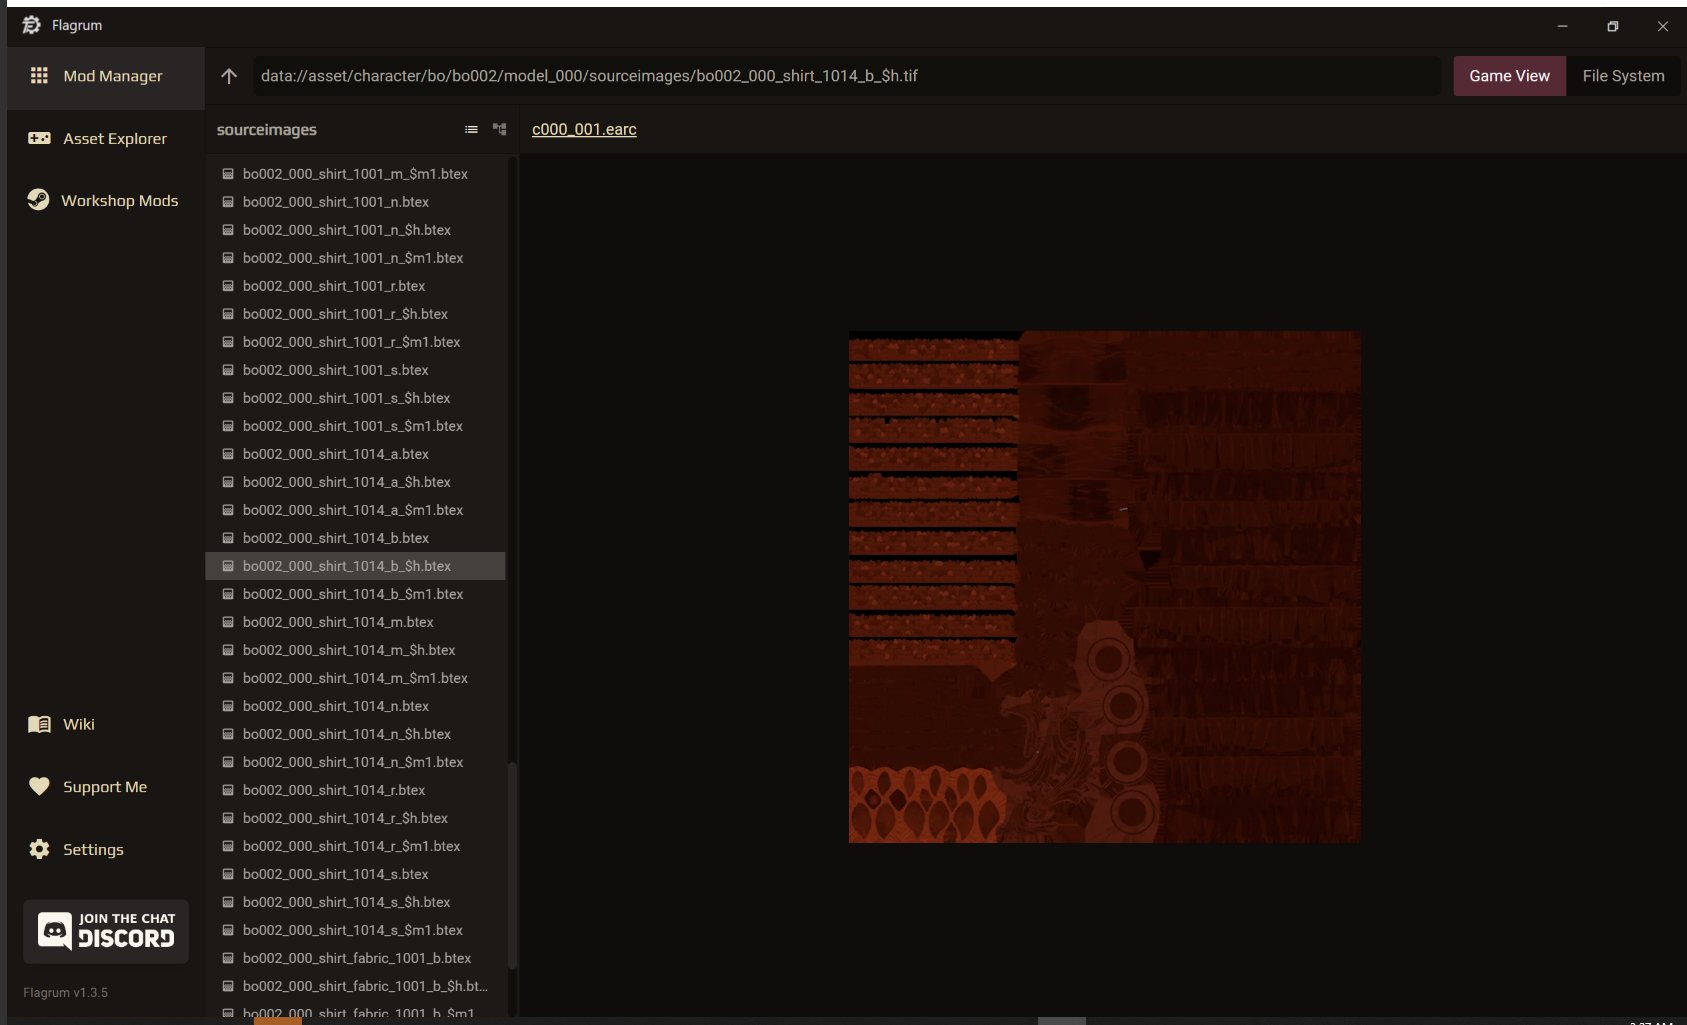 Flagrum
Mod Manager
Asset Explorer
Workshop Mods
Wiki
Support Me
Settings
JOIN THE CHAT
DISCORD
Flagrum v1.3.5
data://asset/character/bo/bo002/model_000/sourceimages/bo002_000_shirt_1014_b_$h.tif
Game View
File System
sourceimages
c000_001.earc
bo002_000_shirt_1001_m_$m1.btex
bo002_000_shirt_1001_n.btex
bo002_000_shirt_1001_n_$h.btex
bo002_000_shirt_1001_n_$m1.btex
bo002_000_shirt_1001_r.btex
bo002_000_shirt_1001_r_$h.btex
bo002_000_shirt_1001_r_$m1.btex
bo002_000_shirt_1001_s.btex
bo002_000_shirt_1001_s_$h.btex
bo002_000_shirt_1001_s_$m1.btex
bo002_000_shirt_1014_a.btex
bo002_000_shirt_1014_a_$h.btex
bo002_000_shirt_1014_a_$m1.btex
bo002_000_shirt_1014_b.btex
bo002_000_shirt_1014_b_$h.btex
bo002_000_shirt_1014_b_$m1.btex
bo002_000_shirt_1014_m.btex
bo002_000_shirt_1014_m_$h.btex
bo002_000_shirt_1014_m_$m1.btex
bo002_000_shirt_1014_n.btex
bo002_000_shirt_1014_n_$h.btex
bo002_000_shirt_1014_n_$m1.btex
bo002_000_shirt_1014_r.btex
bo002_000_shirt_1014_r_$h.btex
bo002_000_shirt_1014_r_$m1.btex
bo002_000_shirt_1014_s.btex
bo002_000_shirt_1014_s_$h.btex
bo002_000_shirt_1014_s_$m1.btex
bo002_000_shirt_fabric_1001_b.btex
bo002_000_shirt_fabric_1001_b_$h.bt...
bo002_000_shirt_fabric_1001_b_$m1